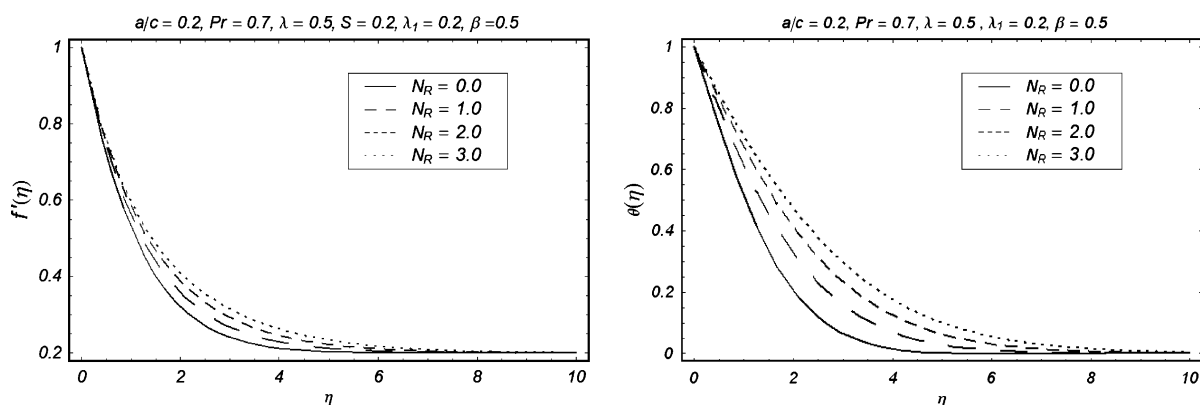 a/c = 0.2, Pr = 0.7, λ = 0.5, S = 0.2, λ₁ = 0.2, β =0.5
N_R = 0.0
N_R = 1.0
N_R = 2.0
N_R = 3.0
f'(η)
1
0.8
0.6
0.4
0.2
0 2 4 6 8 10
η
a/c = 0.2, Pr = 0.7, λ = 0.5 , λ₁ = 0.2, β = 0.5
N_R = 0.0
N_R = 1.0
N_R = 2.0
N_R = 3.0
θ(η)
1
0.8
0.6
0.4
0.2
0
0 2 4 6 8 10
η